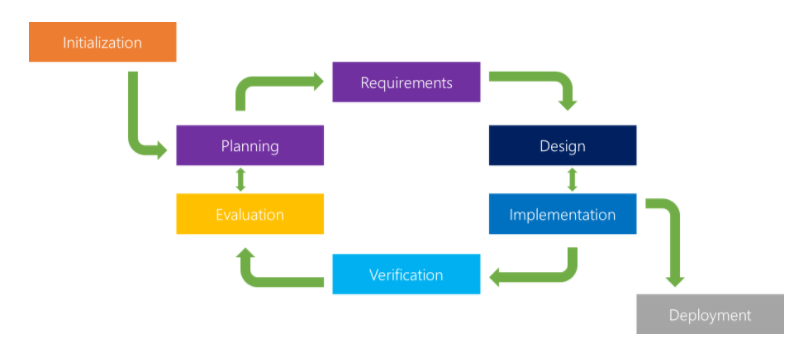 Initialization
Requirements
Planning
Design
Evaluation
Implementation
Verification
Deployment